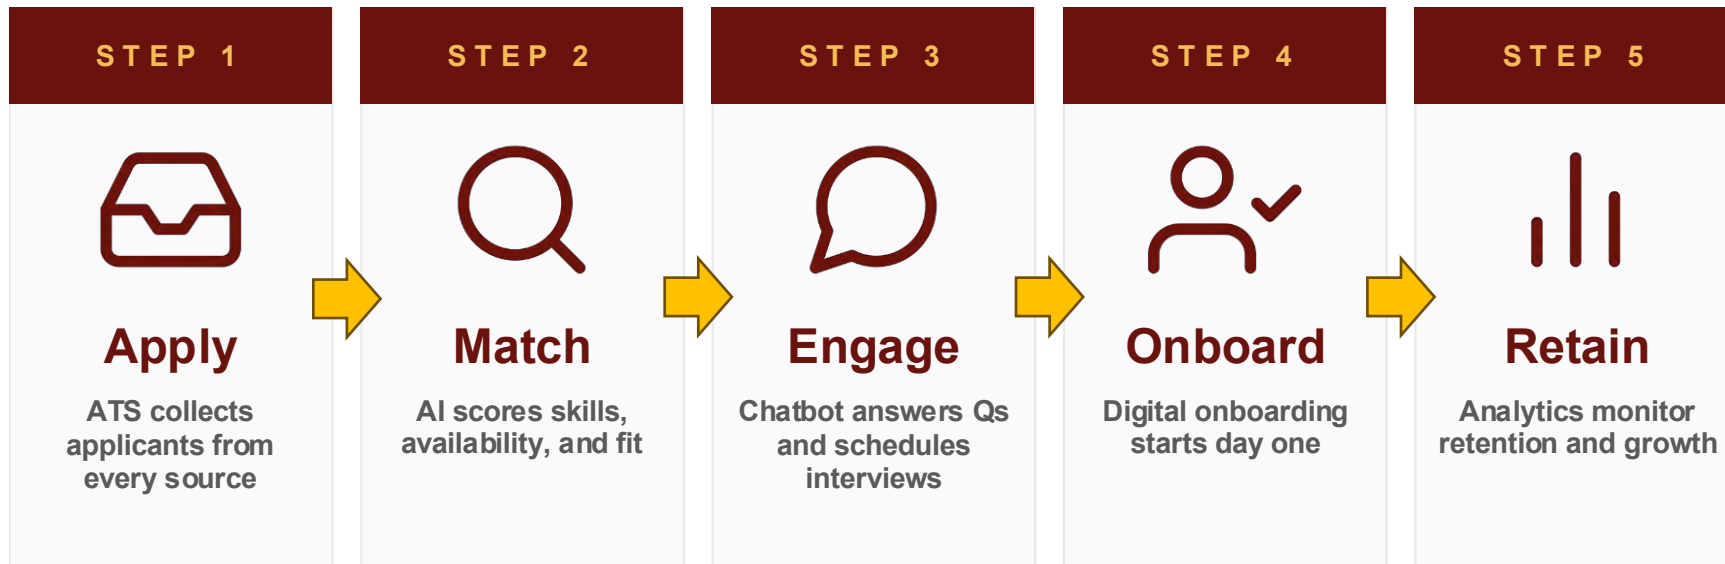 STEP 1
Apply
ATS collects
applicants from
every source
STEP 2
Match
AI scores skills,
availability, and fit
STEP 3
Engage
Chatbot answers Qs
and schedules
interviews
STEP 4
Onboard
Digital onboarding
starts day one
STEP 5
Retain
Analytics monitor
retention and growth